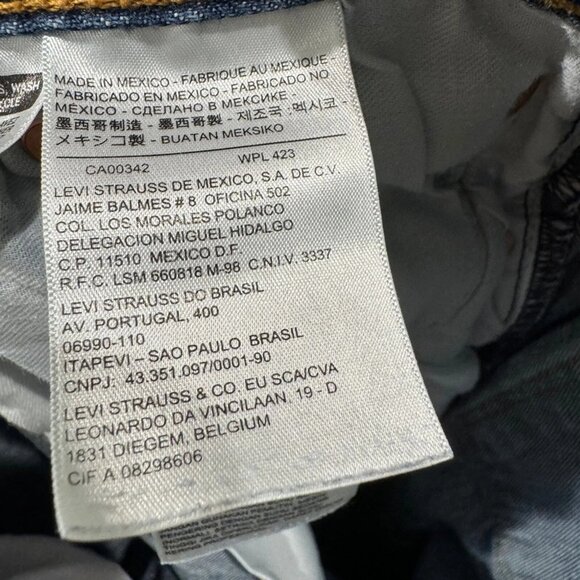 WASH
MADE IN MEXICO - FABRIQUE AU MEXIQUE -
FABRICADO EN MEXICO - FABRICADO NO
MÉXICO - СДЕЛАНО В МЕКСИКЕ -
墨西哥制造 - 墨西哥製造 - 제조국 :멕시코 -
メキシコ製 - BUATAN MEKSIKO
CA00342 WPL 423
LEVI STRAUSS DE MEXICO, S.A. DE C.V.
JAIME BALMES # 8 OFICINA 502
COL. LOS MORALES POLANCO
DELEGACION MIGUEL HIDALGO
C.P. 11510 MEXICO D.F.
R.F.C. LSM 660818 M-98 C.N.I.V. 3337
LEVI STRAUSS DO BRASIL
AV. PORTUGAL, 400
06990-110
ITAPEVI – SAO PAULO BRASIL
CNPJ: 43.351.097/0001-90
LEVI STRAUSS & CO. EU SCA/CVA
LEONARDO DA VINCILAAN 19 - D
1831 DIEGEM, BELGIUM
CIF A 08298606